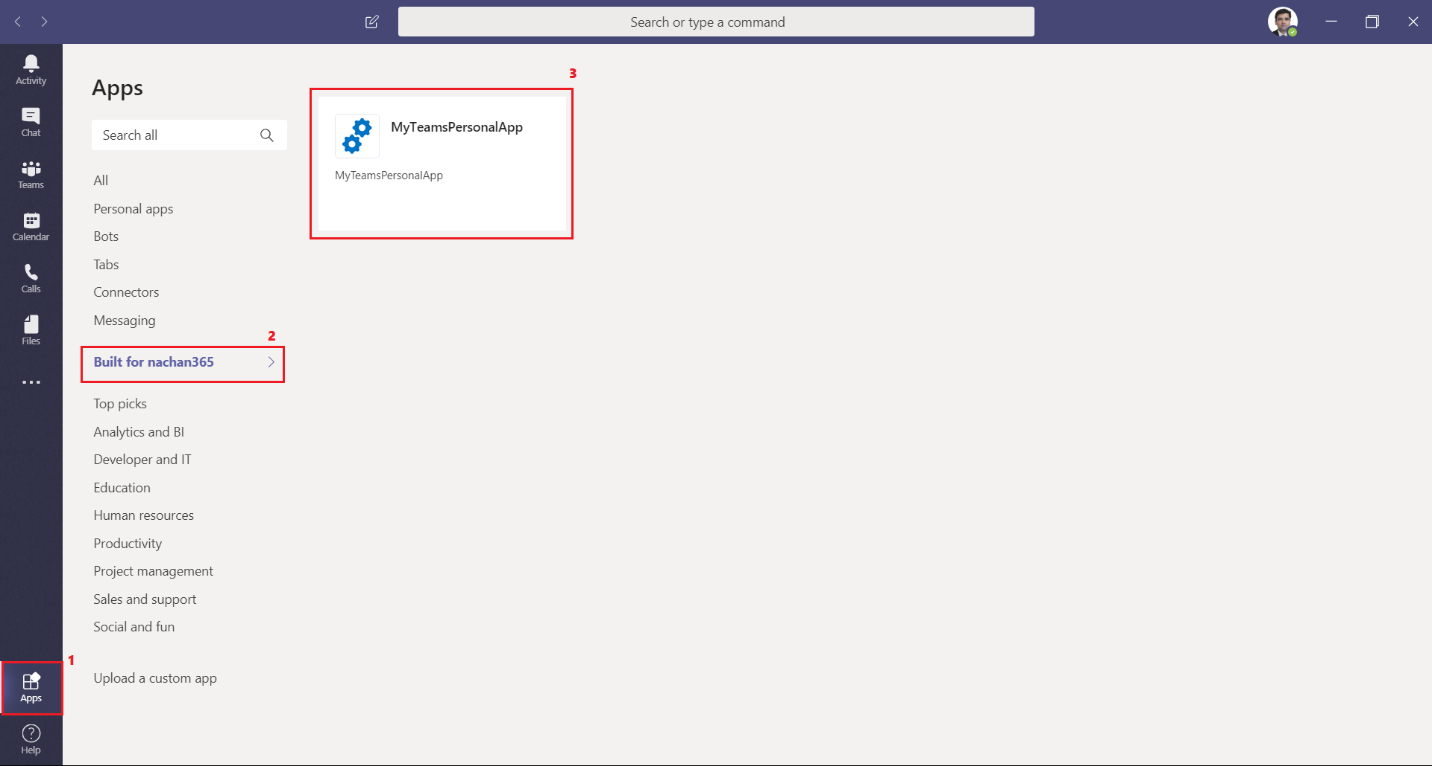 Search or type a command
Activity
Chat
Teams
Calendar
Calls
Files
Apps
Help
1
Apps
Search all
All
Personal apps
Bots
Tabs
Connectors
Messaging
2
Built for nachan365
Top picks
Analytics and BI
Developer and IT
Education
Human resources
Productivity
Project management
Sales and support
Social and fun
Upload a custom app
3
MyTeamsPersonalApp
MyTeamsPersonalApp